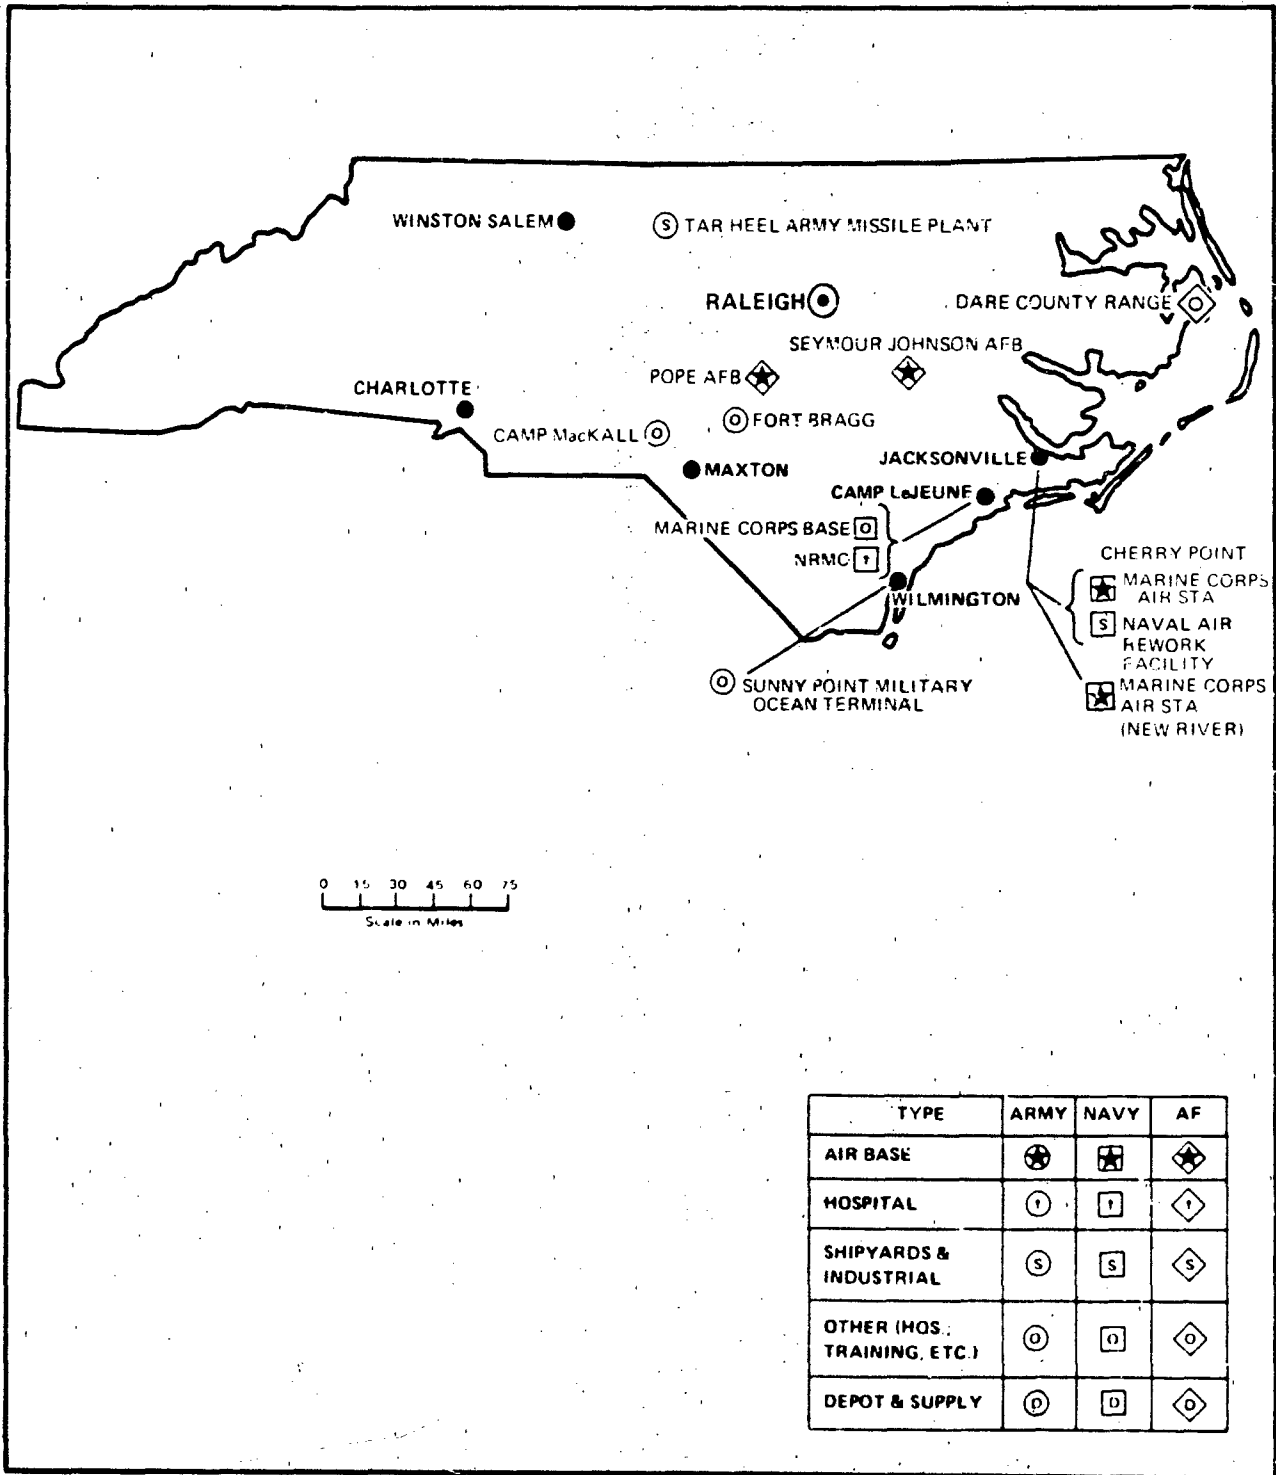 WINSTON SALEM
S TAR HEEL ARMY MISSILE PLANT
RALEIGH
DARE COUNTY RANGE O
SEYMOUR JOHNSON AFB
POPE AFB
CHARLOTTE
O FORT BRAGG
CAMP MacKALL O
JACKSONVILLE
MAXTON
CAMP LeJEUNE
MARINE CORPS BASE O
NRMC
CHERRY POINT
MARINE CORPS
AIR STA
WILMINGTON
S NAVAL AIR
REWORK
FACILITY
O SUNNY POINT MILITARY
OCEAN TERMINAL
MARINE CORPS
AIR STA
(NEW RIVER)
0 15 30 45 60 75
Scale in Miles
TYPE ARMY NAVY AF
AIR BASE
HOSPITAL
SHIPYARDS &
INDUSTRIAL S S S
OTHER (HOS.;
TRAINING, ETC.) O O O
DEPOT & SUPPLY D D D